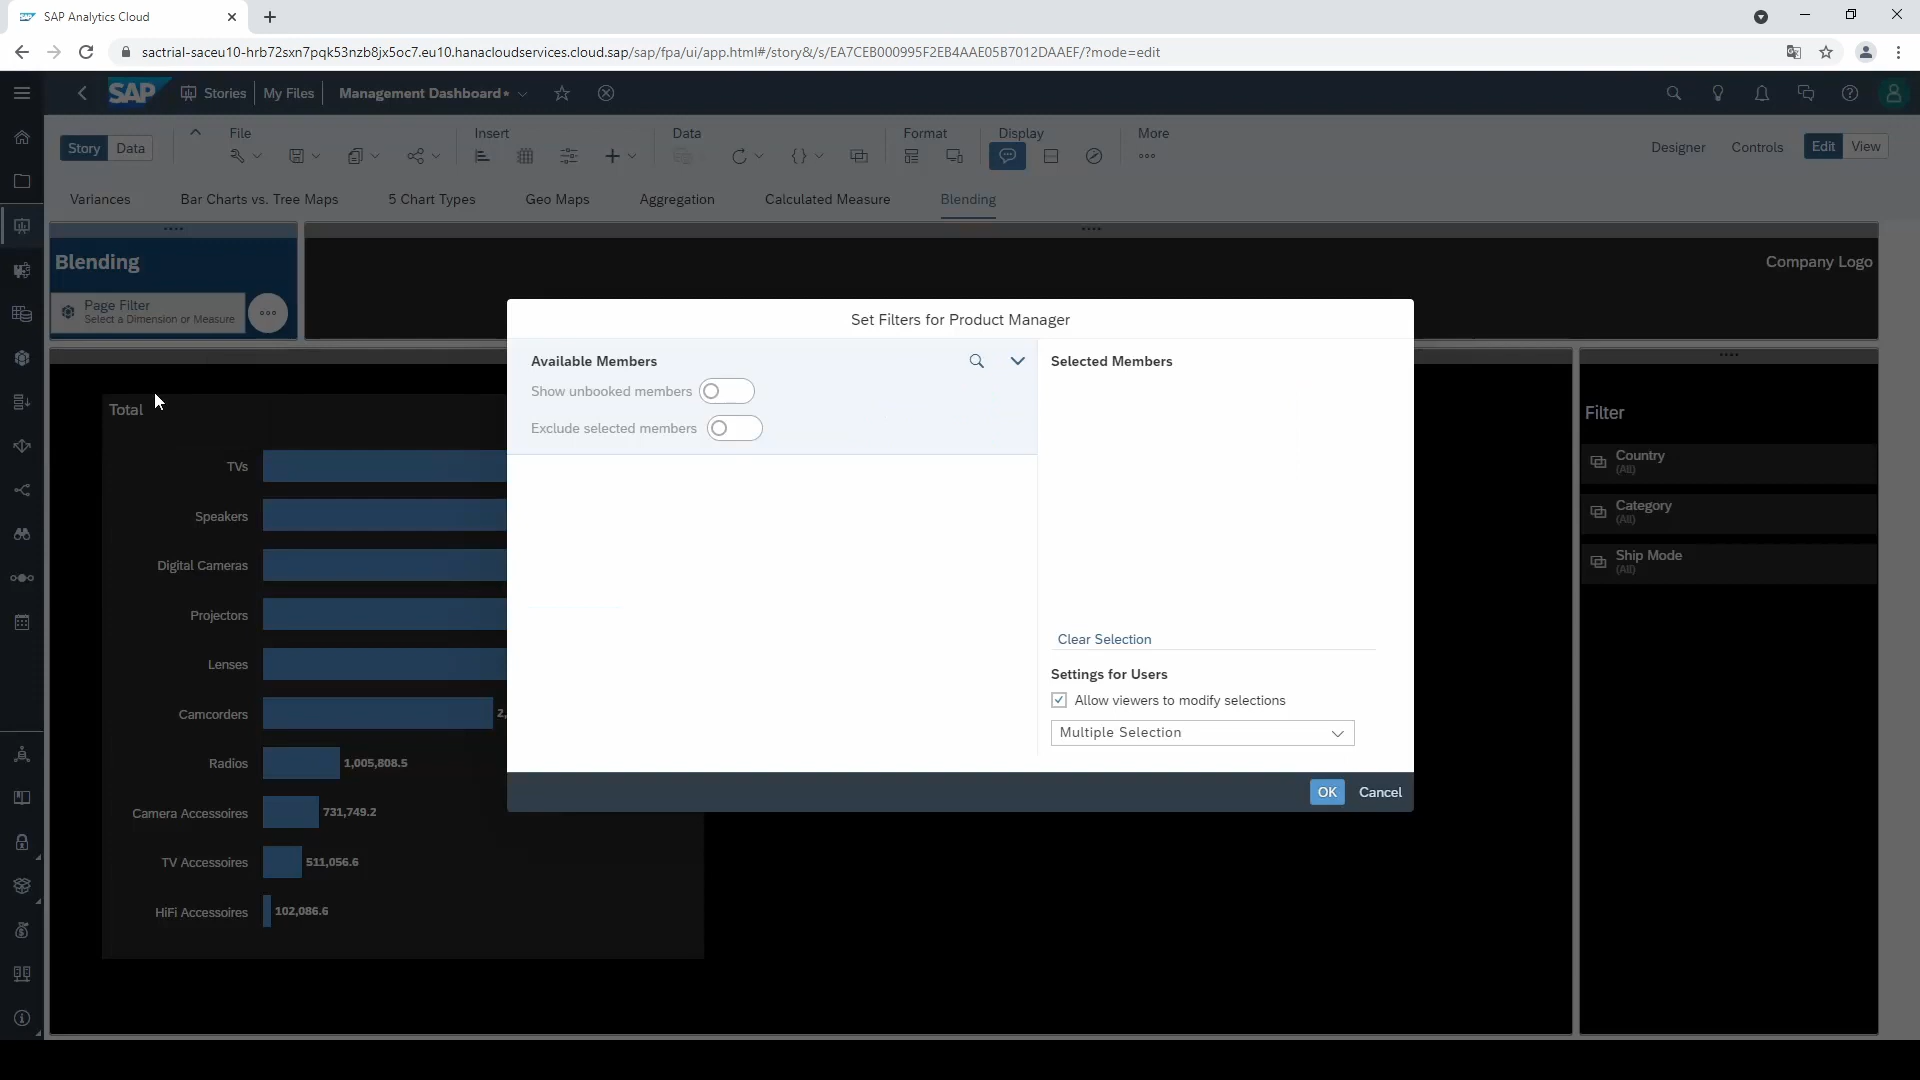 SAP Analytics Cloud
sactrial-saceu10-hrb72sxn7pqk53nzb8jx5oc7.eu10.hanacloudservices.cloud.sap/sap/fpa/ui/app.html#/story&/s/EA7CEB000995F2EB4AAE05B7012DAAEF/?mode=edit
SAP Stories My Files Management Dashboard*
File Insert Data Format Display More
Story Data Designer Controls Edit View
Variances Bar Charts vs. Tree Maps 5 Chart Types Geo Maps Aggregation Calculated Measure Blending
Blending
Company Logo
Page Filter
Select a Dimension or Measure
Set Filters for Product Manager
Available Members
Show unbooked members
Exclude selected members
Selected Members
Clear Selection
Settings for Users
Allow viewers to modify selections
Multiple Selection
OK Cancel
Total
TVs
Speakers
Digital Cameras
Projectors
Lenses
Camcorders 2,
Radios 1,005,808.5
Camera Accessoires 731,749.2
TV Accessoires 511,056.6
HiFi Accessoires 102,086.6
Filter
Country
(All)
Category
(All)
Ship Mode
(All)